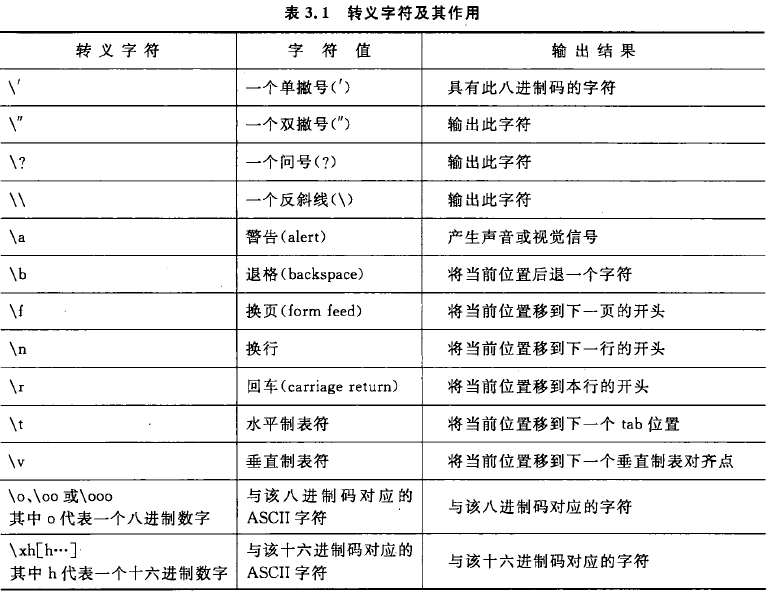 表 3.1 转义字符及其作用
转义字符 字符值 输出结果
\′ 一个单撇号(′) 具有此八进制码的字符
\″ 一个双撇号(″) 输出此字符
\? 一个问号(?) 输出此字符
\\ 一个反斜线(\) 输出此字符
\a 警告(alert) 产生声音或视觉信号
\b 退格(backspace) 将当前位置后退一个字符
\f 换页(form feed) 将当前位置移到下一页的开头
\n 换行 将当前位置移到下一行的开头
\r 回车(carriage return) 将当前位置移到本行的开头
\t 水平制表符 将当前位置移到下一个 tab 位置
\v 垂直制表符 将当前位置移到下一个垂直制表对齐点
\o、\oo 或\ooo
其中 o 代表一个八进制数字
与该八进制码对应的
ASCII 字符
与该八进制码对应的字符
\xh[h…]
其中 h 代表一个十六进制数字
与该十六进制码对应的
ASCII 字符
与该十六进制码对应的字符